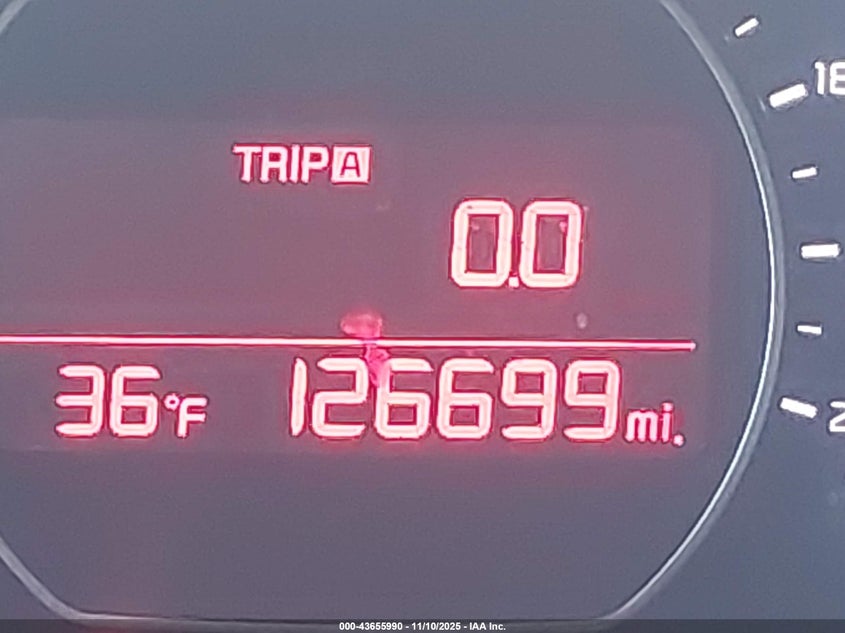 18
TRIP A
0.0
36°F 126699 mi.
2
000-43655990 - 11/10/2025 - IAA Inc.